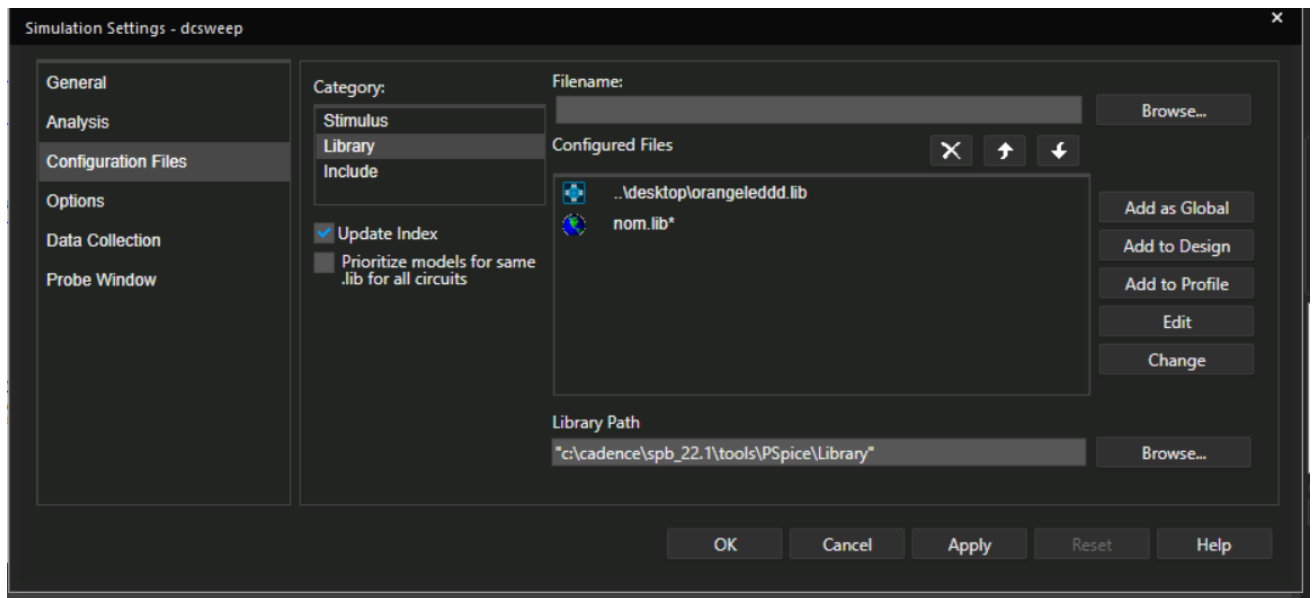 Simulation Settings - dcsweep
General
Analysis
Configuration Files
Options
Data Collection
Probe Window
Category:
Stimulus
Library
Include
Update Index
Prioritize models for same
.lib for all circuits
Filename:
Browse...
Configured Files
..\desktop\orangeleddd.lib
nom.lib*
Add as Global
Add to Design
Add to Profile
Edit
Change
Library Path
"c:\cadence\spb_22.1\tools\PSpice\Library"
Browse...
OK
Cancel
Apply
Reset
Help